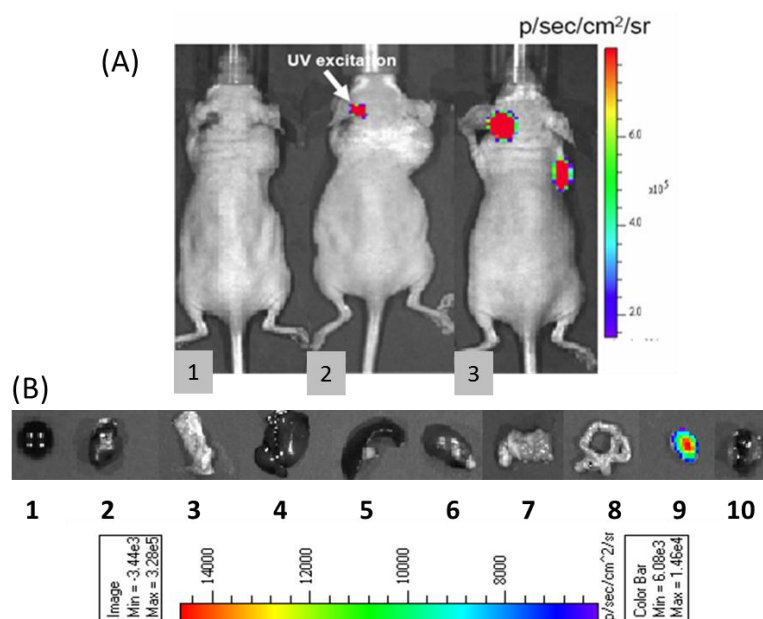 p/sec/cm²/sr
(A)
UV excitation
6.0
x10⁵
4.0
2.0
1 2 3
(B)
1 2 3 4 5 6 7 8 9 10
Image
Min = -3.44e3
Max = 3.28e5
14000 12000 10000 8000
p/sec/cm^2/sr
Color Bar
Min = 6.08e3
Max = 1.46e4